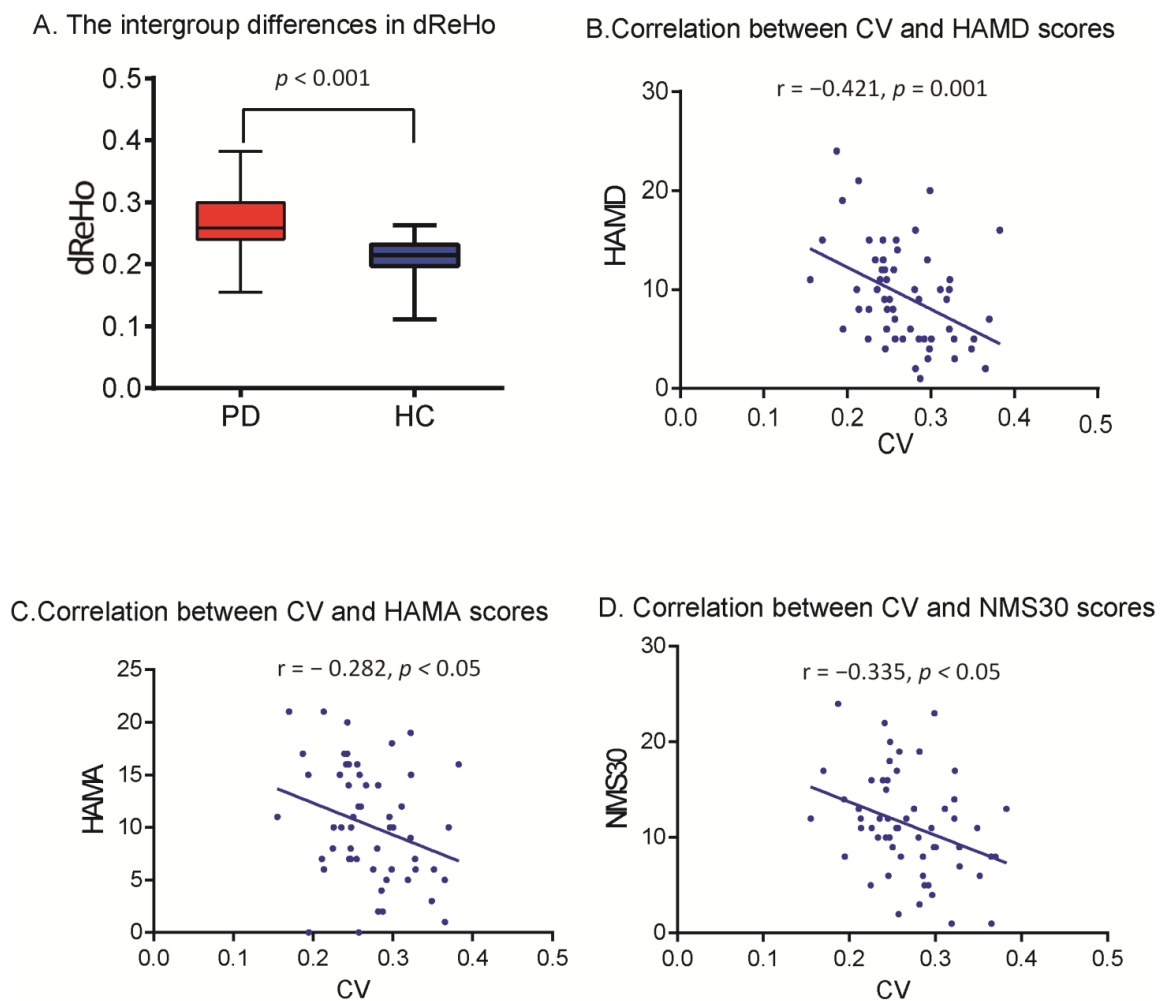 A. The intergroup differences in dReHo
p < 0.001
0.5
0.4
0.3
0.2
0.1
0.0
dReHo
PD HC
B.Correlation between CV and HAMD scores
r = −0.421, p = 0.001
30
20
10
0
HAMD
0.0 0.1 0.2 0.3 0.4 0.5
CV
C.Correlation between CV and HAMA scores
r = − 0.282, p < 0.05
25
20
15
10
5
0
HAMA
0.0 0.1 0.2 0.3 0.4 0.5
CV
D. Correlation between CV and NMS30 scores
r = −0.335, p < 0.05
30
20
10
0
NMS30
0.0 0.1 0.2 0.3 0.4 0.5
CV